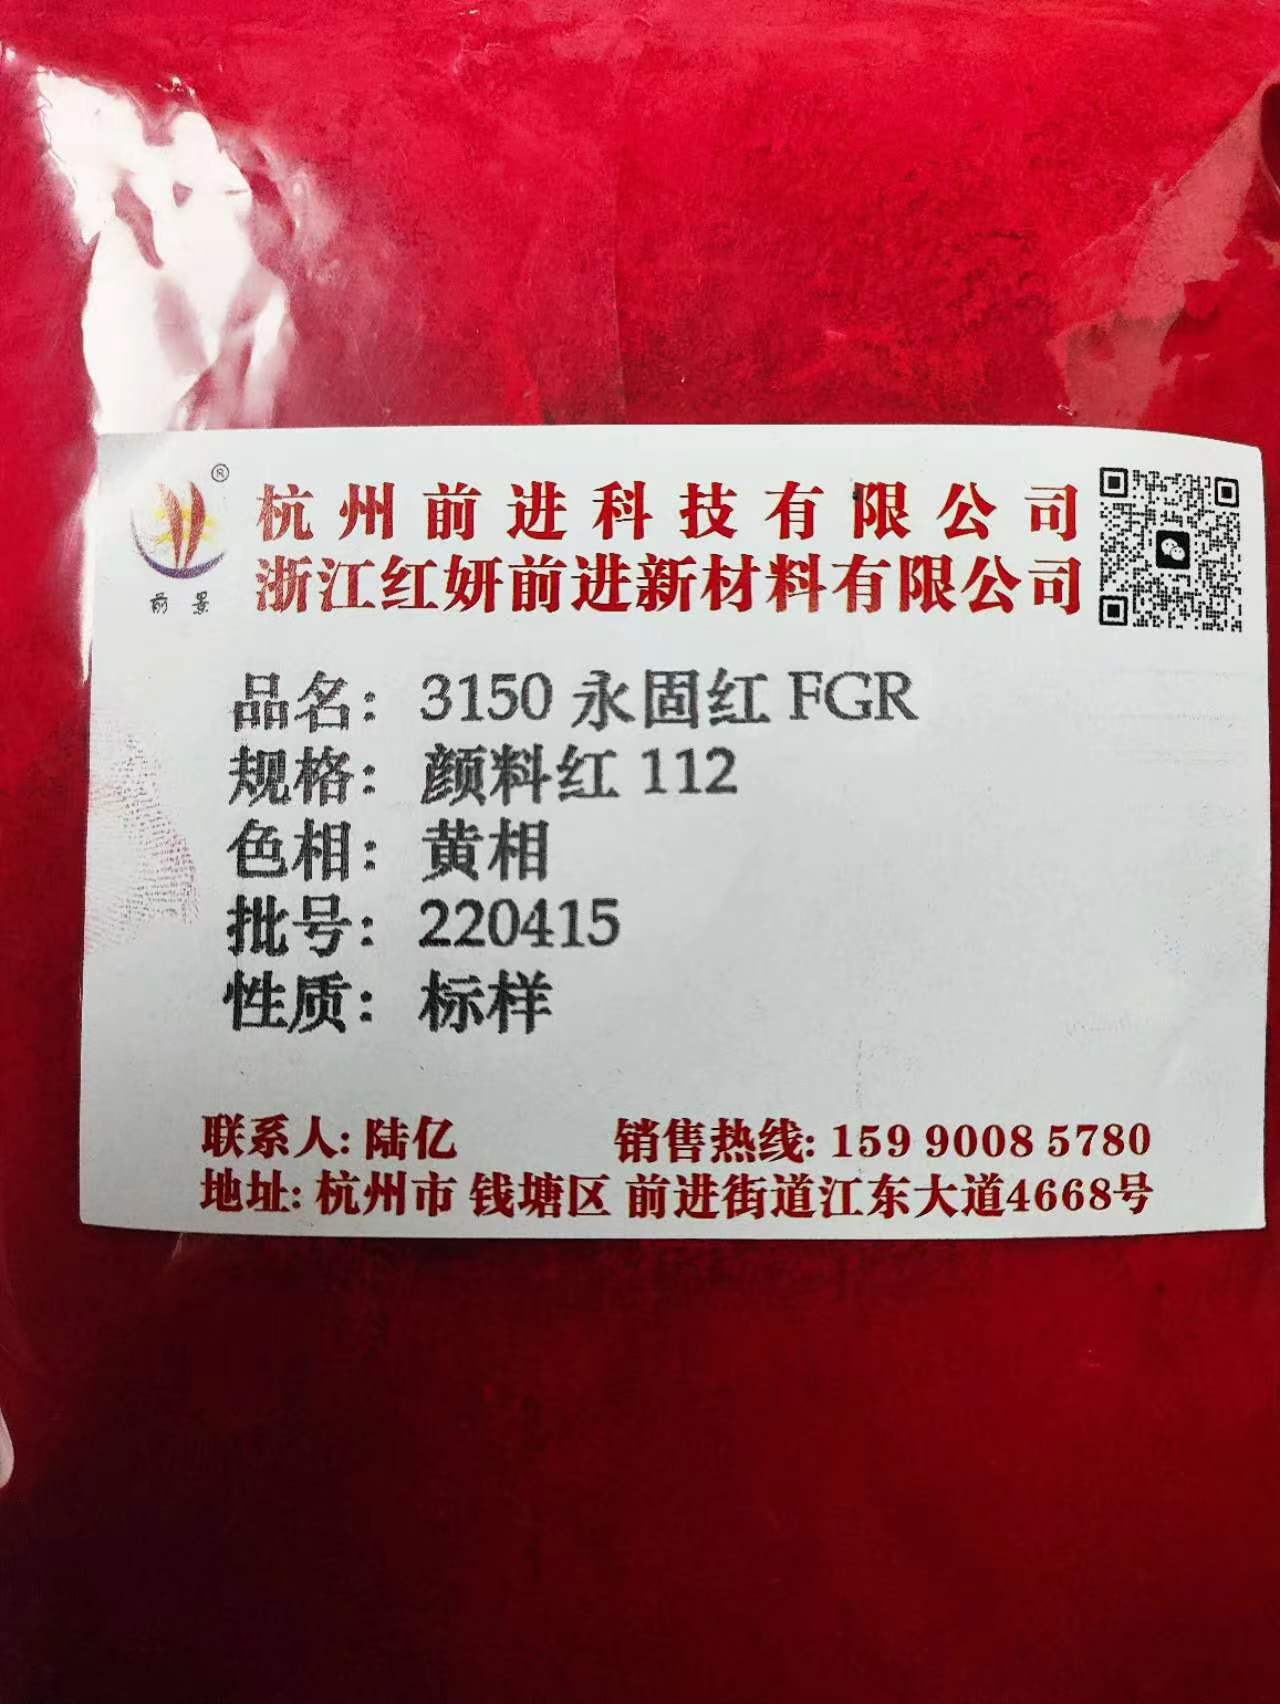 ®
前景
杭州前进科技有限公司
浙江红妍前进新材料有限公司
品名：3150 永固红 FGR
规格：颜料红 112
色相：黄相
批号：220415
性质：标样
联系人: 陆亿 销售热线: 159 9008 5780
地址: 杭州市 钱塘区 前进街道江东大道4668号